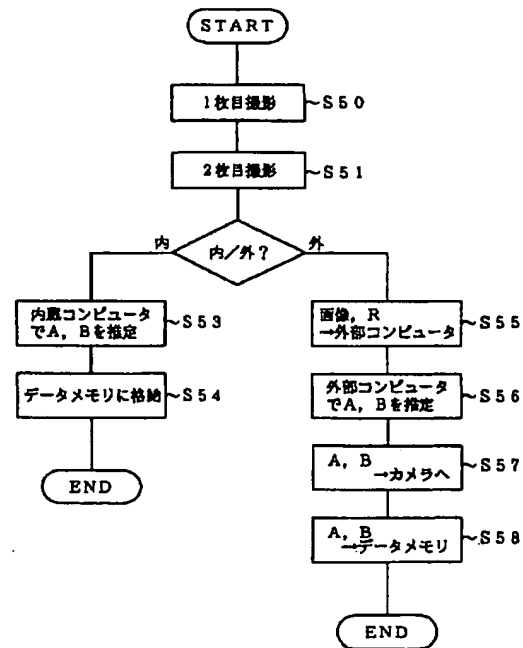 START
1枚目撮影
~S50
2枚目撮影
~S51
内/外?
内
外
内蔵コンピュータ
でA, Bを推定
~S53
データメモリに格納
~S54
END
画像, R
→外部コンピュータ
~S55
外部コンピュータ
でA, Bを推定
~S56
A, B
→カメラへ
~S57
A, B
→データメモリ
~S58
END